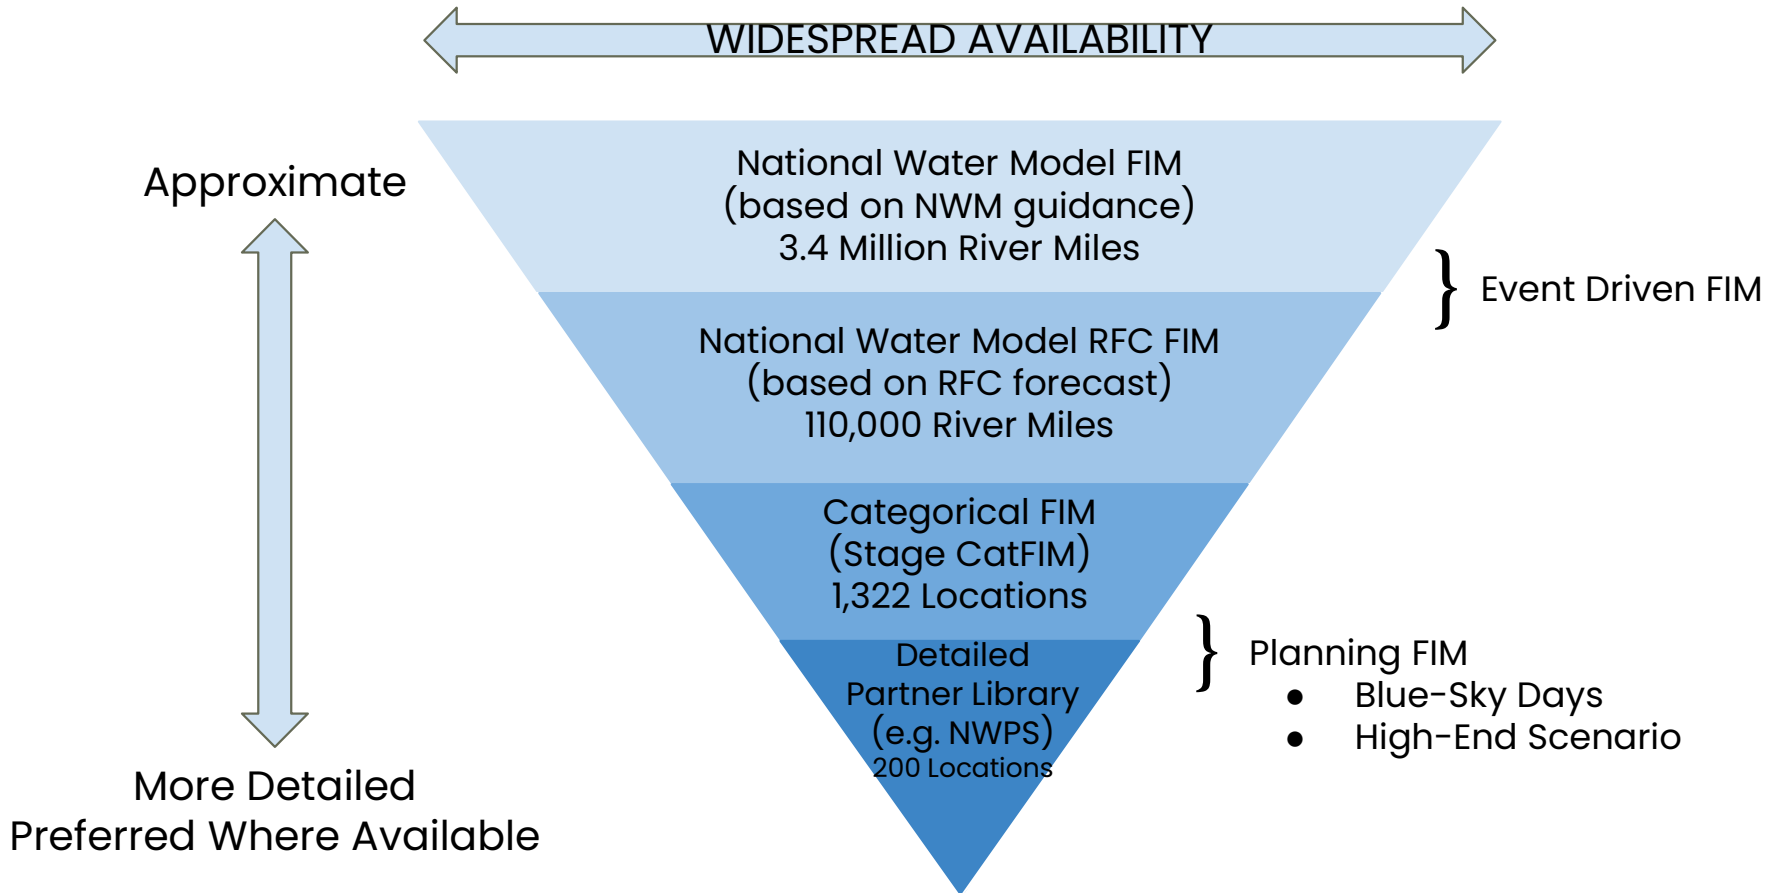 WIDESPREAD AVAILABILITY
Approximate
National Water Model FIM
(based on NWM guidance)
3.4 Million River Miles
} Event Driven FIM
National Water Model RFC FIM
(based on RFC forecast)
110,000 River Miles
Categorical FIM
(Stage CatFIM)
1,322 Locations
Detailed
Partner Library
(e.g. NWPS)
200 Locations
} Planning FIM
● Blue-Sky Days
● High-End Scenario
More Detailed
Preferred Where Available